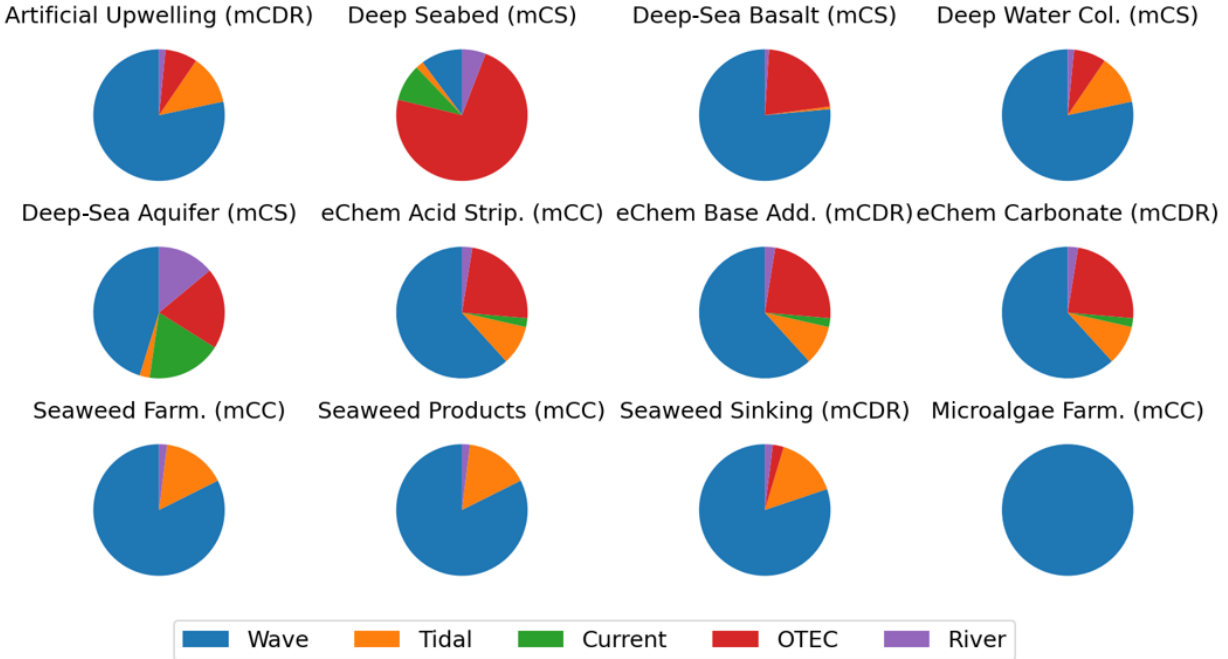 Artificial Upwelling (mCDR) Deep Seabed (mCS) Deep-Sea Basalt (mCS) Deep Water Col. (mCS)
Deep-Sea Aquifer (mCS) eChem Acid Strip. (mCC) eChem Base Add. (mCDR) eChem Carbonate (mCDR)
Seaweed Farm. (mCC) Seaweed Products (mCC) Seaweed Sinking (mCDR) Microalgae Farm. (mCC)
Wave Tidal Current OTEC River